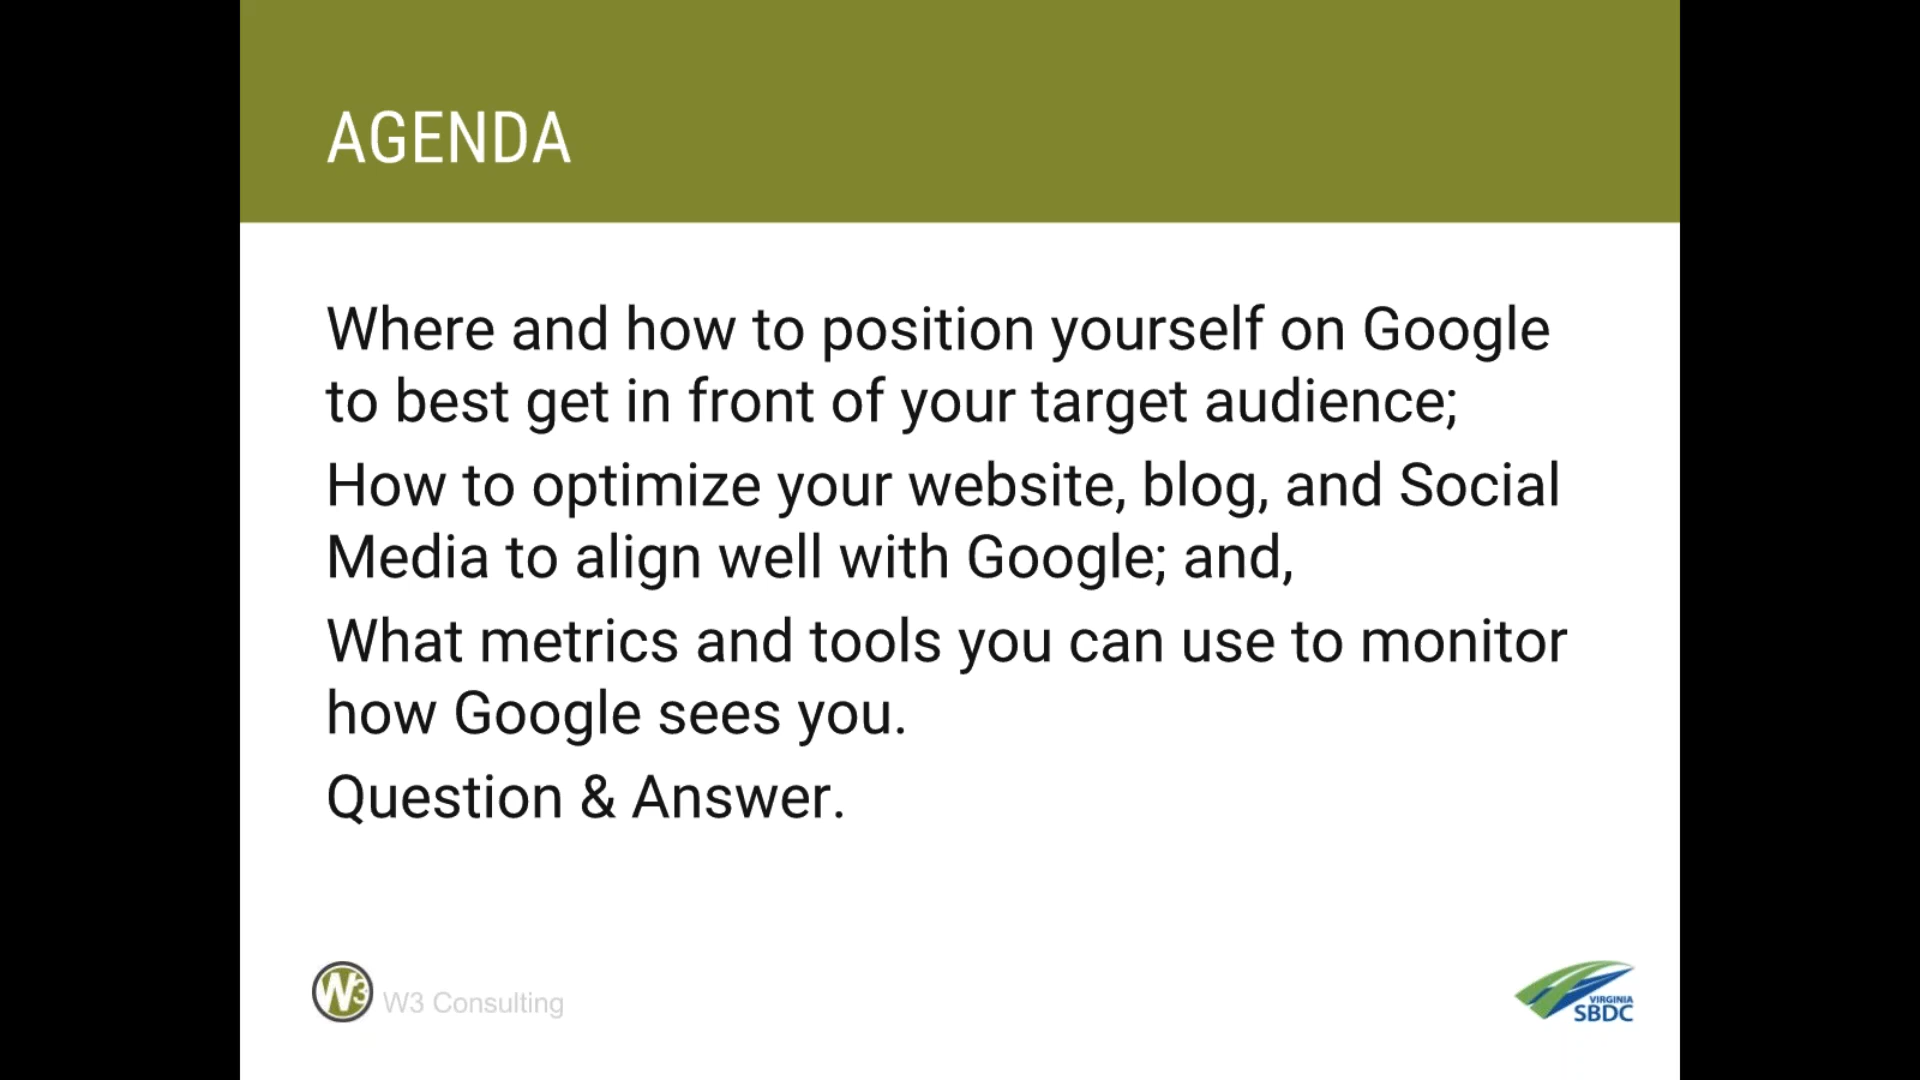 AGENDA
Where and how to position yourself on Google
to best get in front of your target audience;
How to optimize your website, blog, and Social
Media to align well with Google; and,
What metrics and tools you can use to monitor
how Google sees you.
Question & Answer.
W3 W3 Consulting
VIRGINIA
SBDC